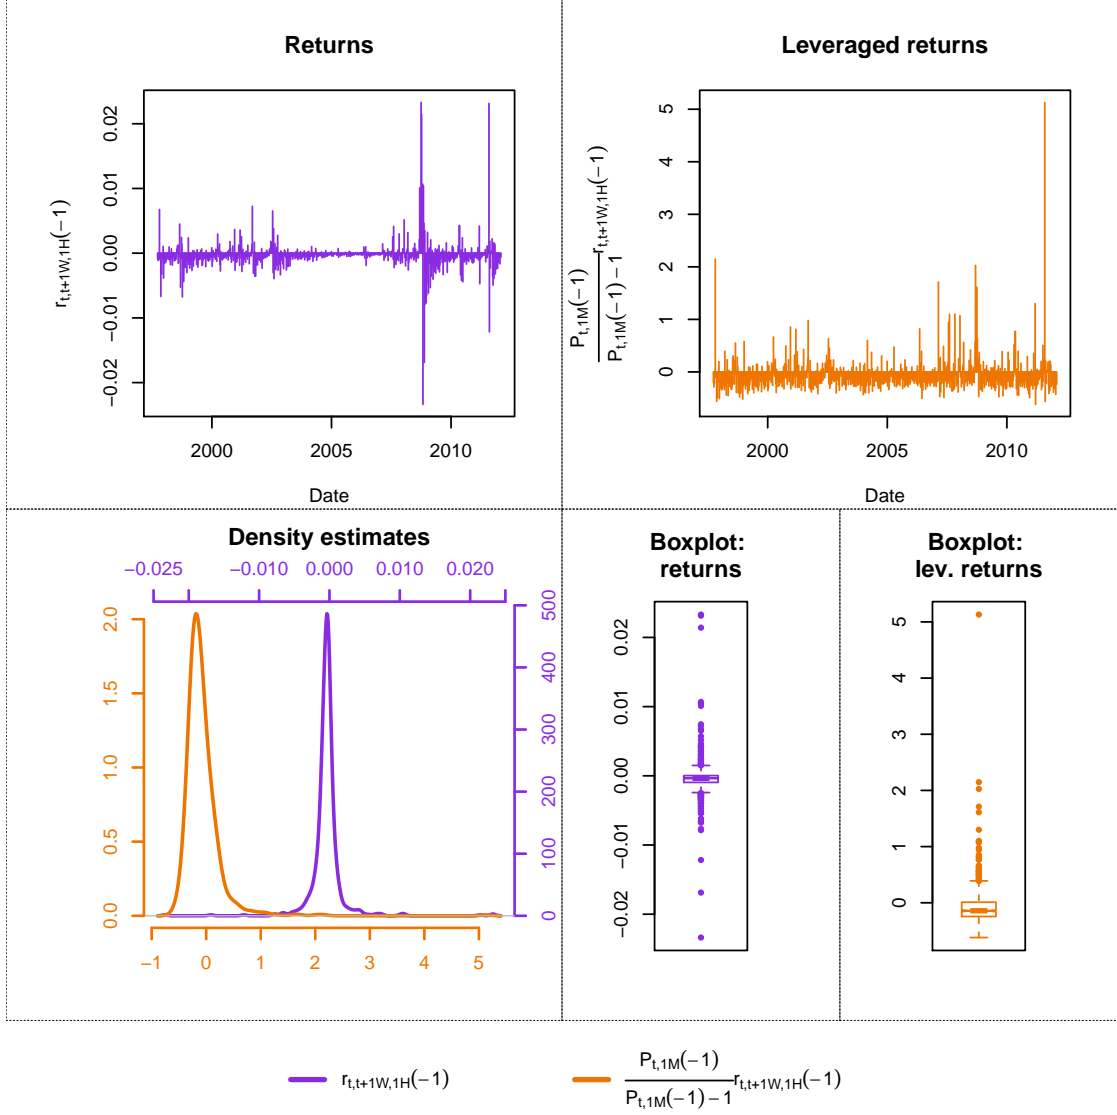 Returns
r_{t,t+1W,1H}(−1)
0.02
0.01
0.00
−0.01
−0.02
2000 2005 2010
Date
Leveraged returns
P_{t,1M}(−1)
P_{t,1M}(−1)−1
r_{t,t+1W,1H}(−1)
5
4
3
2
1
0
2000 2005 2010
Date
Density estimates
−0.025 −0.010 0.000 0.010 0.020
2.0
1.5
1.0
0.5
0.0
500
400
300
200
100
0
−1 0 1 2 3 4 5
Boxplot:
returns
0.02
0.01
0.00
−0.01
−0.02
Boxplot:
lev. returns
5
4
3
2
1
0
r_{t,t+1W,1H}(−1)
P_{t,1M}(−1)
P_{t,1M}(−1)−1
r_{t,t+1W,1H}(−1)